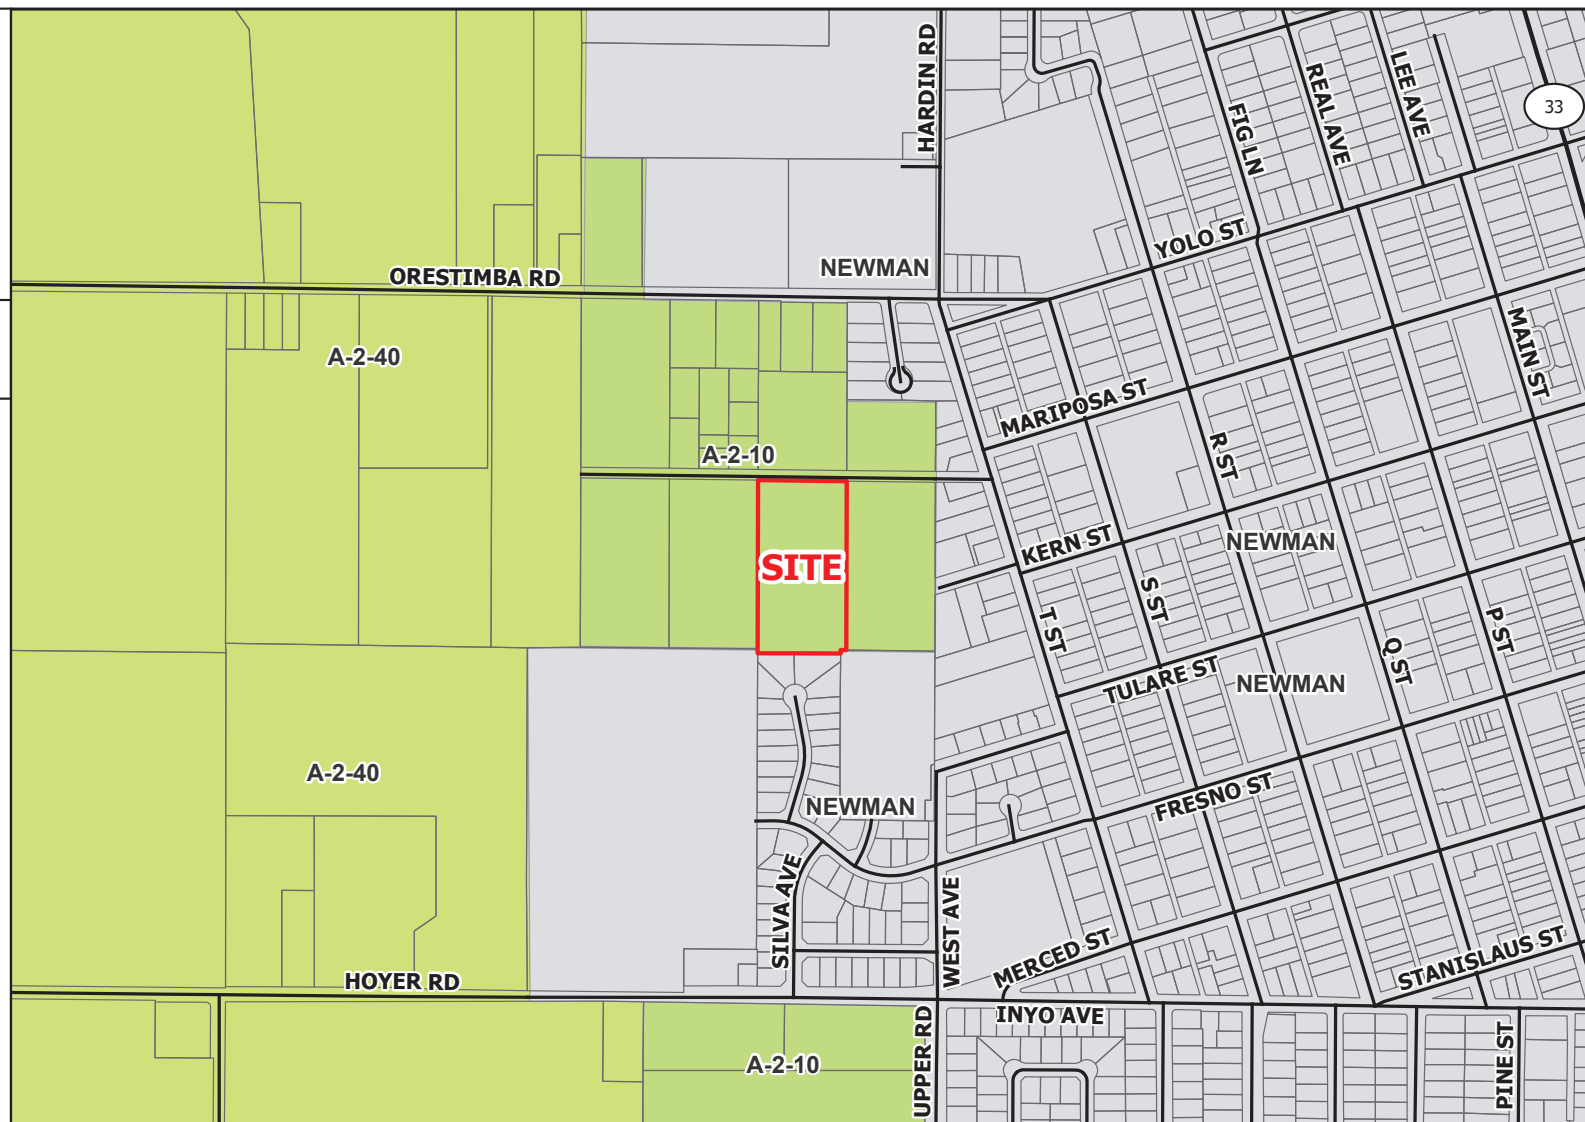 HARDIN RD
FIG LN
REAL AVE
LEE AVE
33
YOLO ST
NEWMAN
ORESTIMBA RD
A-2-40
MAIN ST
MARIPOSA ST
A-2-10
R ST
SITE
KERN ST
NEWMAN
T ST
S ST
P ST
Q ST
TULARE ST
NEWMAN
A-2-40
NEWMAN
FRESNO ST
SILVA AVE
WEST AVE
MERCED ST
STANISLAUS ST
HOYER RD
INYO AVE
UPPER RD
A-2-10
PINE ST